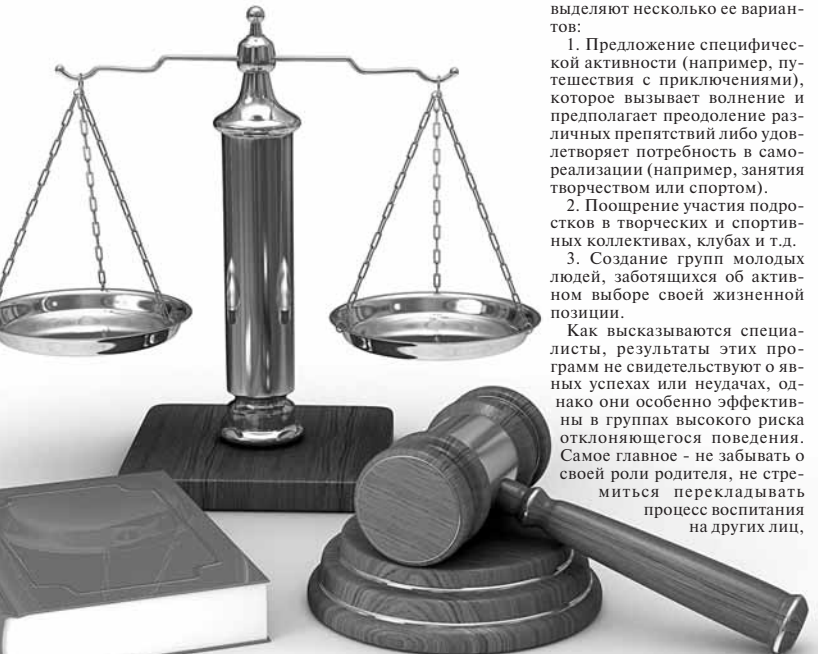 выделяют несколько ее вариан-
тов:
1. Предложение специфичес-
кой активности (например, пу-
тешествия с приключениями),
которое вызывает волнение и
предполагает преодоление раз-
личных препятствий либо удов-
летворяет потребность в само-
реализации (например, занятия
творчеством или спортом).
2. Поощрение участия подро-
стков в творческих и спортив-
ных коллективах, клубах и т.д.
3. Создание групп молодых
людей, заботящихся об актив-
ном выборе своей жизненной
позиции.
Как высказываются специа-
листы, результаты этих про-
грамм не свидетельствуют о яв-
ных успехах или неудачах, од-
нако они особенно эффектив-
ны в группах высокого риска
отклоняющегося поведения.
Самое главное - не забывать о
своей роли родителя, не стре-
миться перекладывать
процесс воспитания
на других лиц,